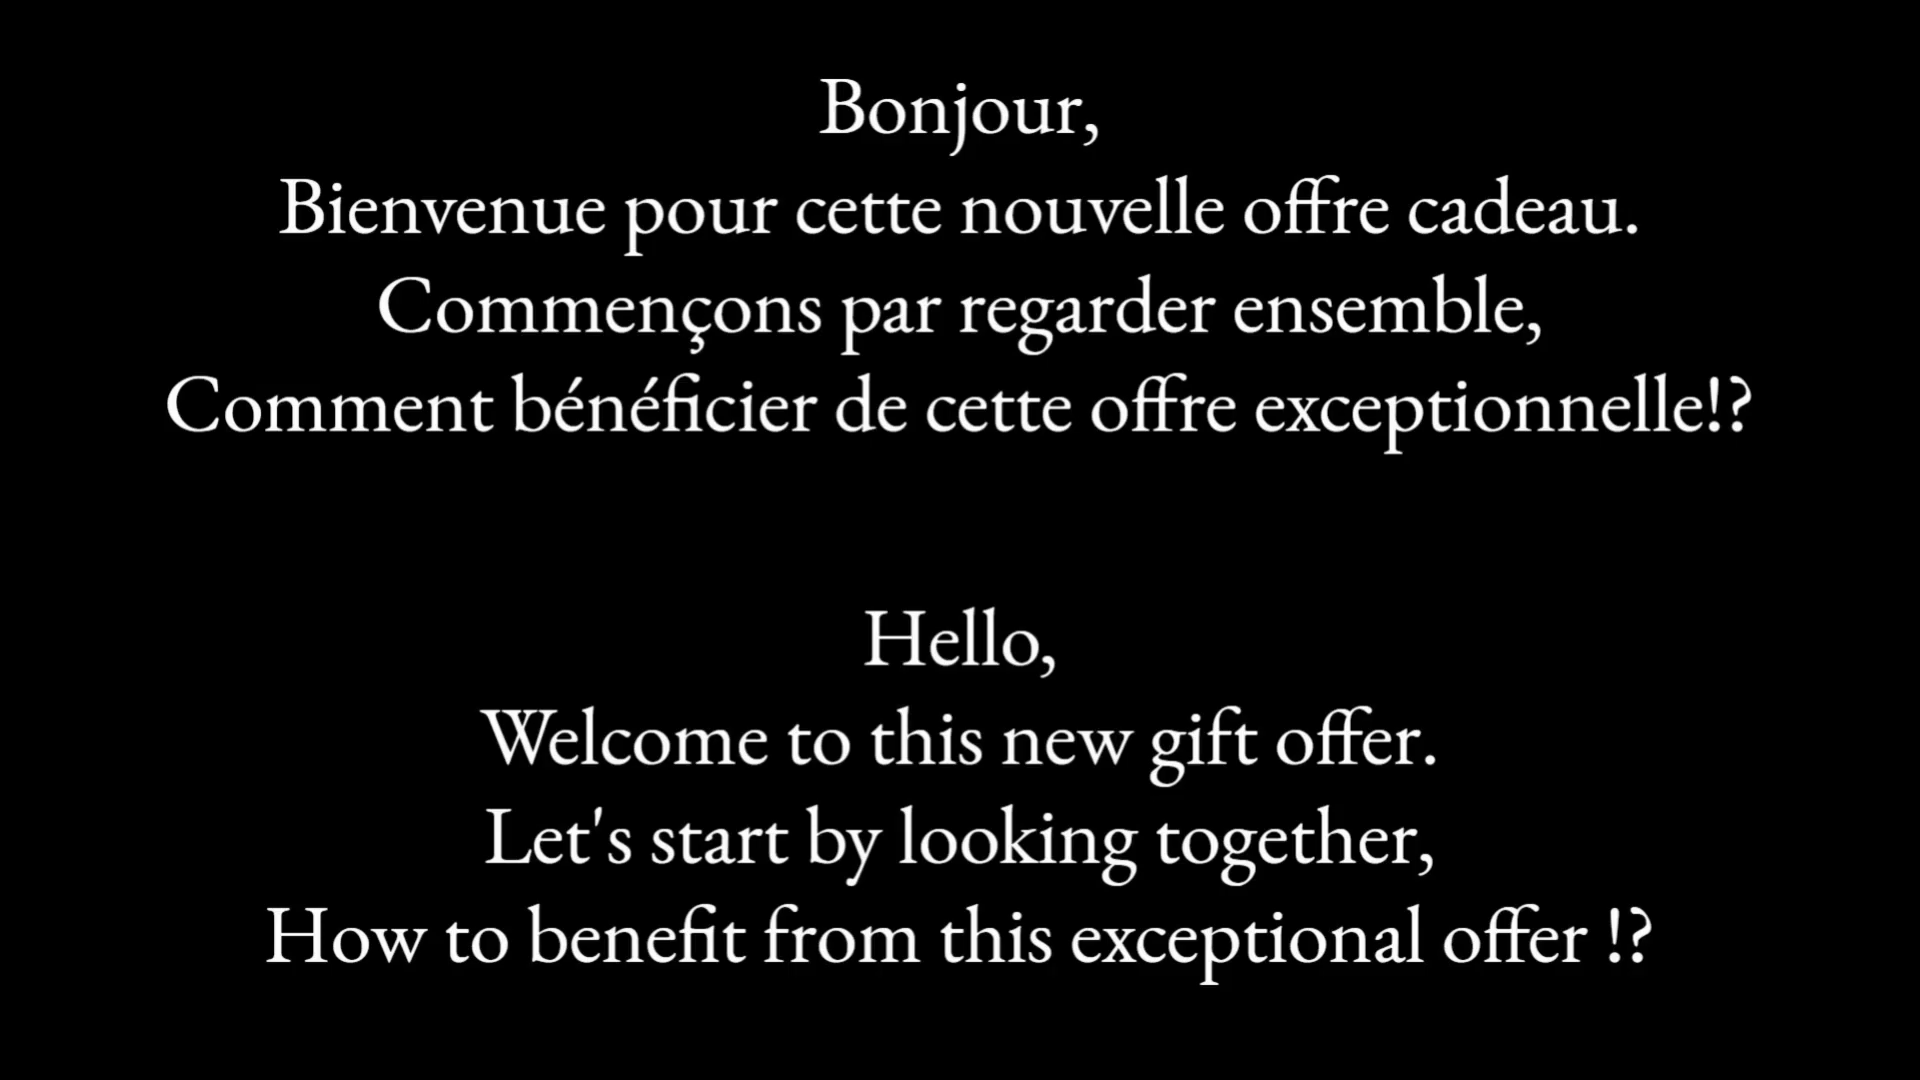 Bonjour,
Bienvenue pour cette nouvelle offre cadeau.
Commençons par regarder ensemble,
Comment bénéficier de cette offre exceptionnelle!?
Hello,
Welcome to this new gift offer.
Let's start by looking together,
How to benefit from this exceptional offer !?